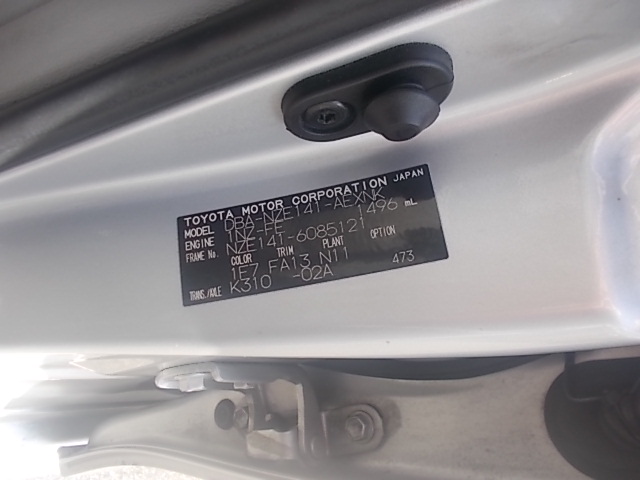 TOYOTA MOTOR CORPORATION JAPAN
MODEL DBA-NZE141-AEXNK
ENGINE 1NZ-FE 1496 mL
FRAME No. NZE141-6085121
COLOR TRIM PLANT OPTION
1E7 FA13 N11 473
TRANS./AXLE K310 -02A